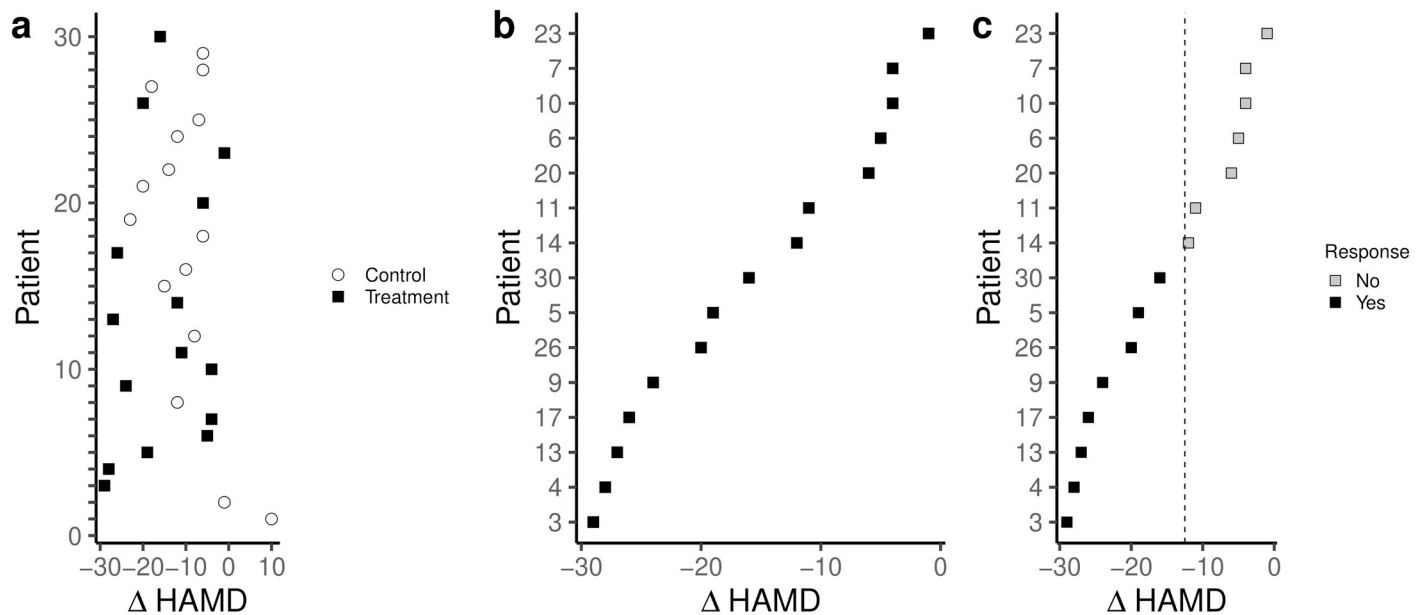 a
30
20
10
0
Patient
−30−20−10 0 10
Δ HAMD
Control
Treatment
b
23
7
10
6
20
11
14
30
5
26
9
17
13
4
3
Patient
−30 −20 −10 0
Δ HAMD
c
23
7
10
6
20
11
14
30
5
26
9
17
13
4
3
Patient
−30 −20 −10 0
Δ HAMD
Response
No
Yes